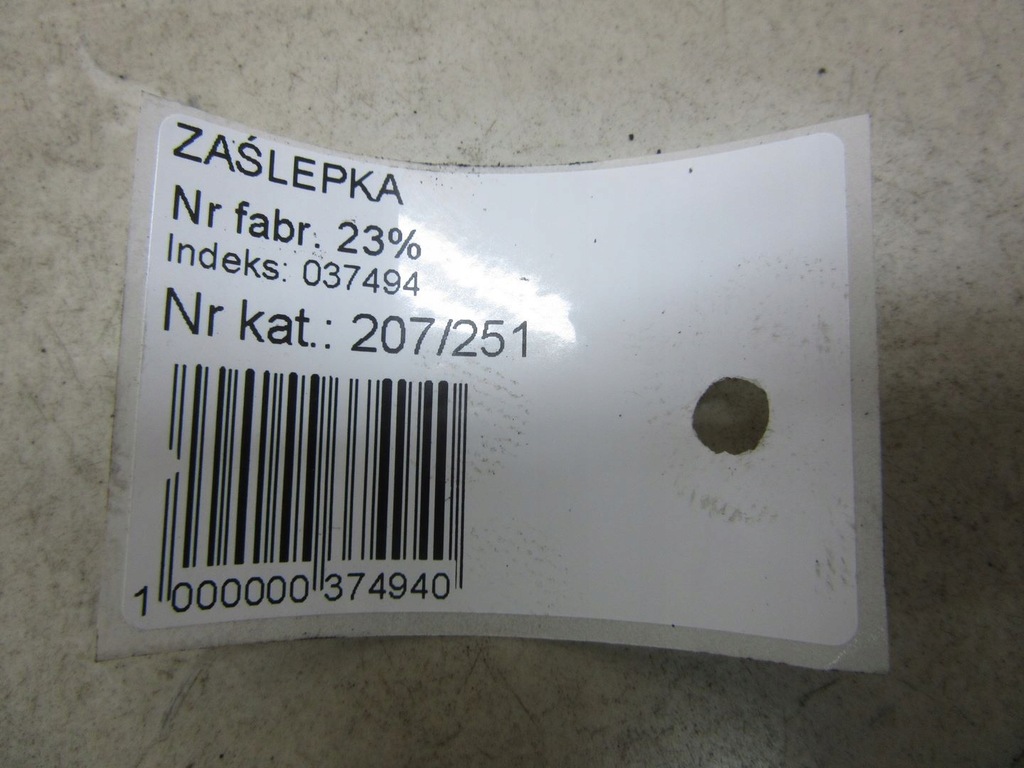 ZAŚLEPKA
Nr fabr. 23%
Indeks: 037494
Nr kat.: 207/251
1 000000 374940